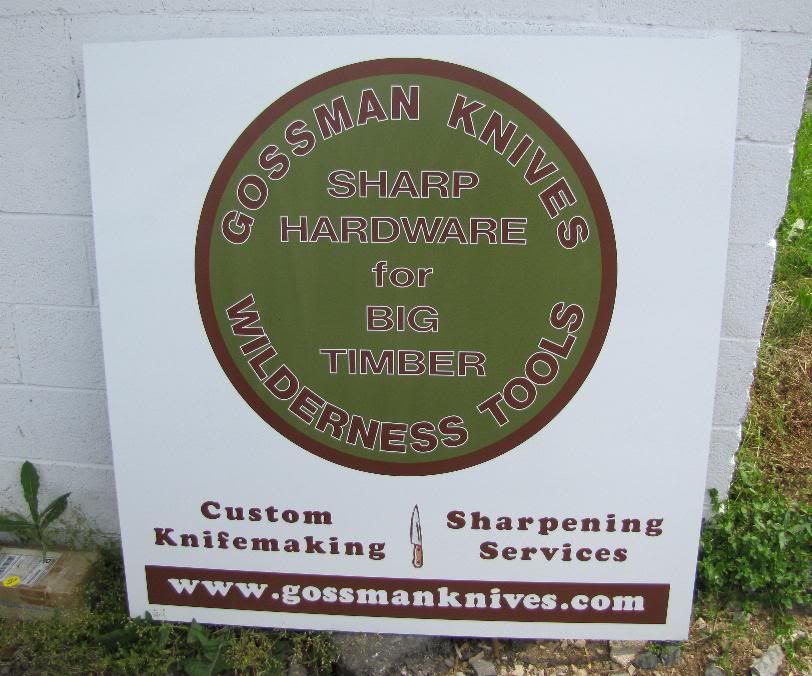 GOSSMAN KNIVES
SHARP
HARDWARE
for
BIG
TIMBER
WILDERNESS TOOLS
Custom
Knifemaking
Sharpening
Services
www.gossmanknives.com